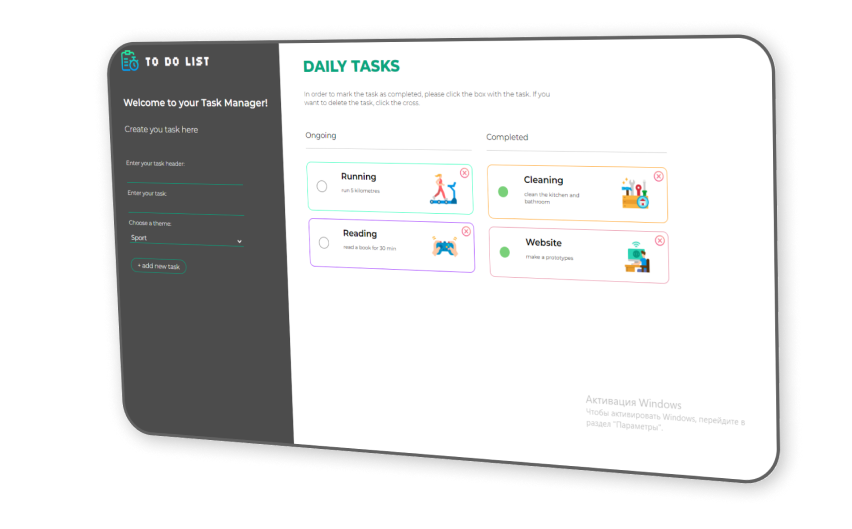 TO DO LIST
Welcome to your Task Manager!
Create you task here
Enter your task header:
Enter your task:
Choose a theme:
Sport
+ add new task
DAILY TASKS
In order to mark the task as completed, please click the box with the task. If you
want to delete the task, click the cross.
Ongoing
Running
run 5 kilometres
Reading
read a book for 30 min
Completed
Cleaning
clean the kitchen and
bathroom
Website
make a prototypes
Активация Windows
Чтобы активировать Windows, перейдите в
раздел "Параметры".